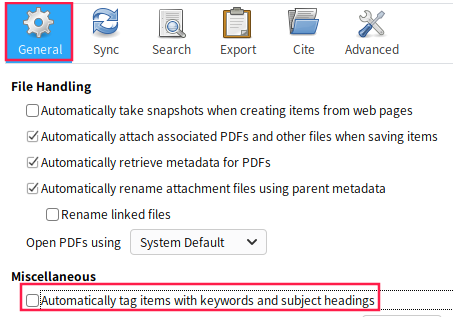 General Sync Search Export Cite Advanced
File Handling
Automatically take snapshots when creating items from web pages
Automatically attach associated PDFs and other files when saving items
Automatically retrieve metadata for PDFs
Automatically rename attachment files using parent metadata
Rename linked files
Open PDFs using System Default
Miscellaneous
Automatically tag items with keywords and subject headings